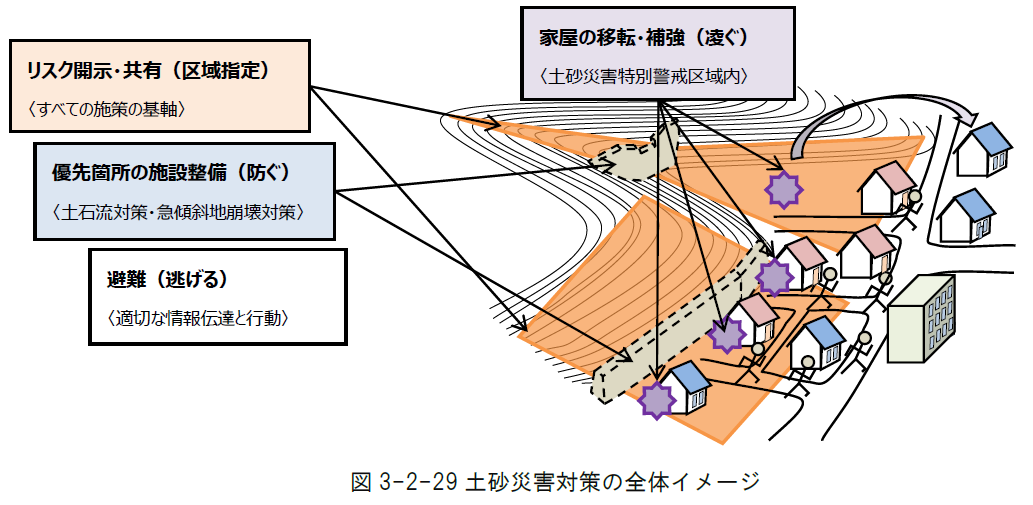 家屋の移転・補強（凌ぐ）
〈土砂災害特別警戒区域内〉
リスク開示・共有（区域指定）
〈すべての施策の基軸〉
優先箇所の施設整備（防ぐ）
〈土石流対策・急傾斜地崩壊対策〉
避難（逃げる）
〈適切な情報伝達と行動〉
図 3-2-29 土砂災害対策の全体イメージ